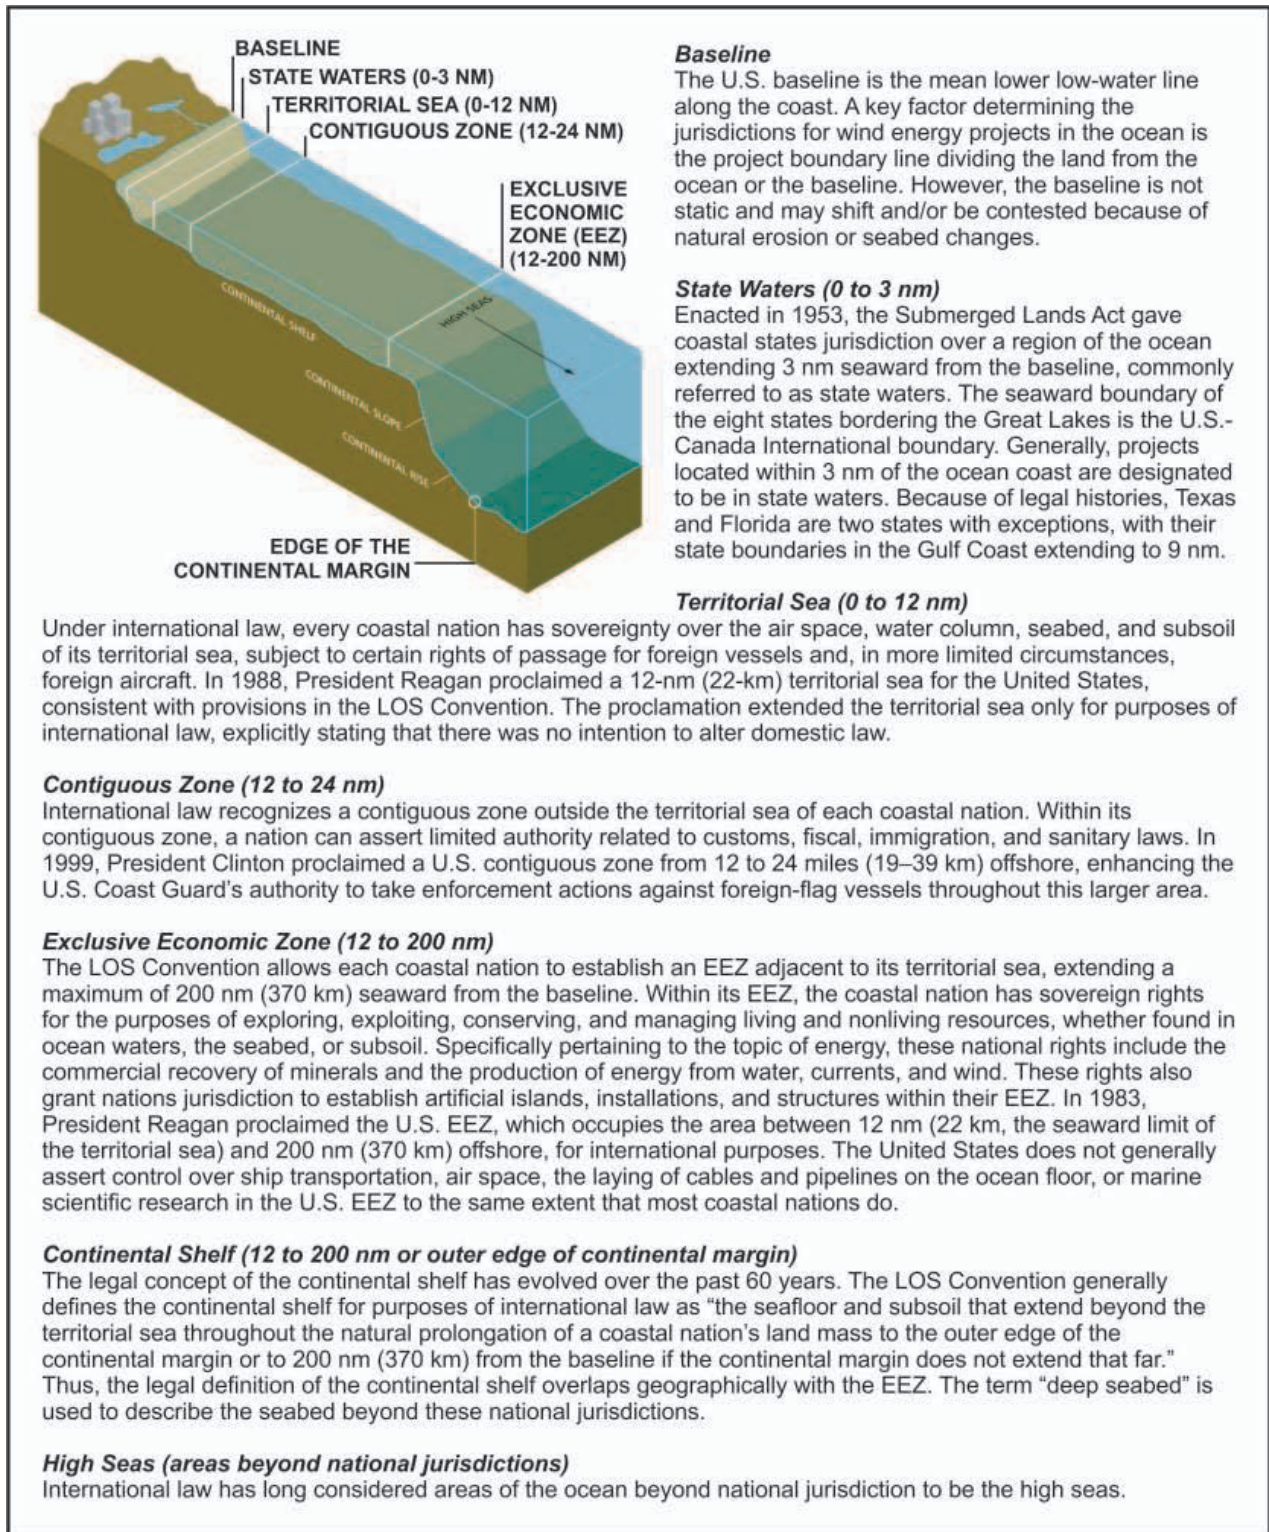 BASELINE
STATE WATERS (0-3 NM)
TERRITORIAL SEA (0-12 NM)
CONTIGUOUS ZONE (12-24 NM)
EXCLUSIVE
ECONOMIC
ZONE (EEZ)
(12-200 NM)
HIGH SEAS
CONTINENTAL SHELF
CONTINENTAL SLOPE
CONTINENTAL RISE
EDGE OF THE
CONTINENTAL MARGIN
Baseline
The U.S. baseline is the mean lower low-water line
along the coast. A key factor determining the
jurisdictions for wind energy projects in the ocean is
the project boundary line dividing the land from the
ocean or the baseline. However, the baseline is not
static and may shift and/or be contested because of
natural erosion or seabed changes.
State Waters (0 to 3 nm)
Enacted in 1953, the Submerged Lands Act gave
coastal states jurisdiction over a region of the ocean
extending 3 nm seaward from the baseline, commonly
referred to as state waters. The seaward boundary of
the eight states bordering the Great Lakes is the U.S.-
Canada International boundary. Generally, projects
located within 3 nm of the ocean coast are designated
to be in state waters. Because of legal histories, Texas
and Florida are two states with exceptions, with their
state boundaries in the Gulf Coast extending to 9 nm.
Territorial Sea (0 to 12 nm)
Under international law, every coastal nation has sovereignty over the air space, water column, seabed, and subsoil
of its territorial sea, subject to certain rights of passage for foreign vessels and, in more limited circumstances,
foreign aircraft. In 1988, President Reagan proclaimed a 12-nm (22-km) territorial sea for the United States,
consistent with provisions in the LOS Convention. The proclamation extended the territorial sea only for purposes of
international law, explicitly stating that there was no intention to alter domestic law.
Contiguous Zone (12 to 24 nm)
International law recognizes a contiguous zone outside the territorial sea of each coastal nation. Within its
contiguous zone, a nation can assert limited authority related to customs, fiscal, immigration, and sanitary laws. In
1999, President Clinton proclaimed a U.S. contiguous zone from 12 to 24 miles (19–39 km) offshore, enhancing the
U.S. Coast Guard's authority to take enforcement actions against foreign-flag vessels throughout this larger area.
Exclusive Economic Zone (12 to 200 nm)
The LOS Convention allows each coastal nation to establish an EEZ adjacent to its territorial sea, extending a
maximum of 200 nm (370 km) seaward from the baseline. Within its EEZ, the coastal nation has sovereign rights
for the purposes of exploring, exploiting, conserving, and managing living and nonliving resources, whether found in
ocean waters, the seabed, or subsoil. Specifically pertaining to the topic of energy, these national rights include the
commercial recovery of minerals and the production of energy from water, currents, and wind. These rights also
grant nations jurisdiction to establish artificial islands, installations, and structures within their EEZ. In 1983,
President Reagan proclaimed the U.S. EEZ, which occupies the area between 12 nm (22 km, the seaward limit of
the territorial sea) and 200 nm (370 km) offshore, for international purposes. The United States does not generally
assert control over ship transportation, air space, the laying of cables and pipelines on the ocean floor, or marine
scientific research in the U.S. EEZ to the same extent that most coastal nations do.
Continental Shelf (12 to 200 nm or outer edge of continental margin)
The legal concept of the continental shelf has evolved over the past 60 years. The LOS Convention generally
defines the continental shelf for purposes of international law as “the seafloor and subsoil that extend beyond the
territorial sea throughout the natural prolongation of a coastal nation's land mass to the outer edge of the
continental margin or to 200 nm (370 km) from the baseline if the continental margin does not extend that far.”
Thus, the legal definition of the continental shelf overlaps geographically with the EEZ. The term “deep seabed” is
used to describe the seabed beyond these national jurisdictions.
High Seas (areas beyond national jurisdictions)
International law has long considered areas of the ocean beyond national jurisdiction to be the high seas.